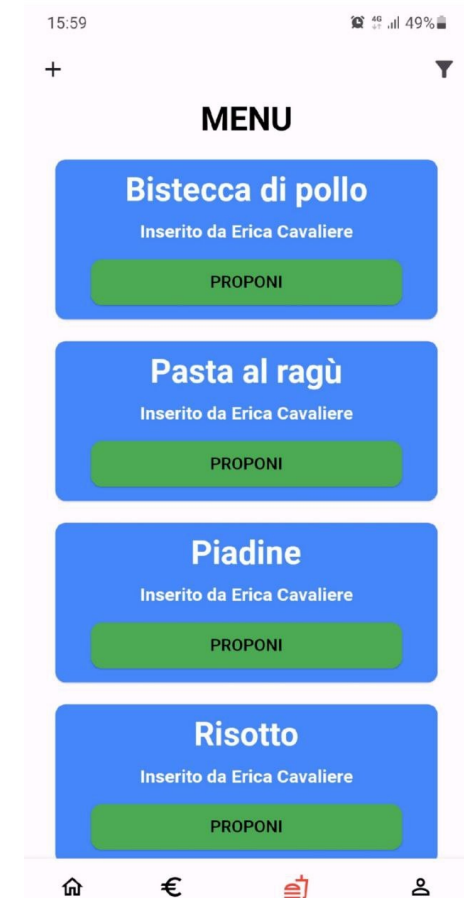 15:59 4G 49%
+
MENU
Bistecca di pollo
Inserito da Erica Cavaliere
PROPONI
Pasta al ragù
Inserito da Erica Cavaliere
PROPONI
Piadine
Inserito da Erica Cavaliere
PROPONI
Risotto
Inserito da Erica Cavaliere
PROPONI
€